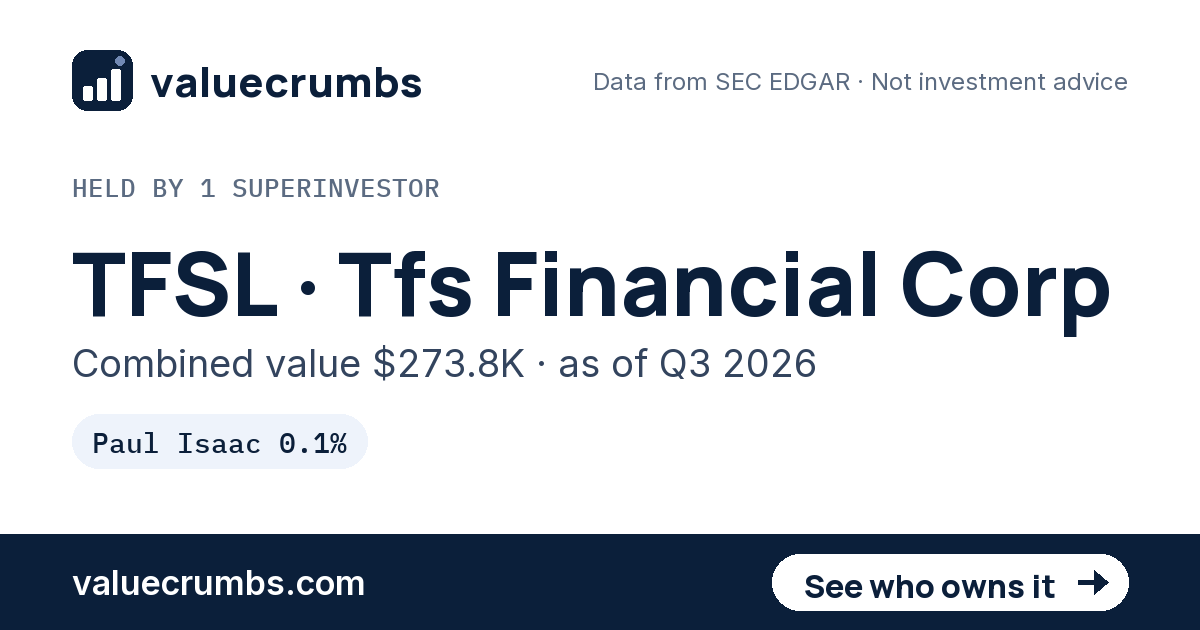 valuecrumbs
Data from SEC EDGAR · Not investment advice
HELD BY 1 SUPERINVESTOR
TFSL · Tfs Financial Corp
Combined value $273.8K · as of Q3 2026
Paul Isaac 0.1%
valuecrumbs.com
See who owns it →